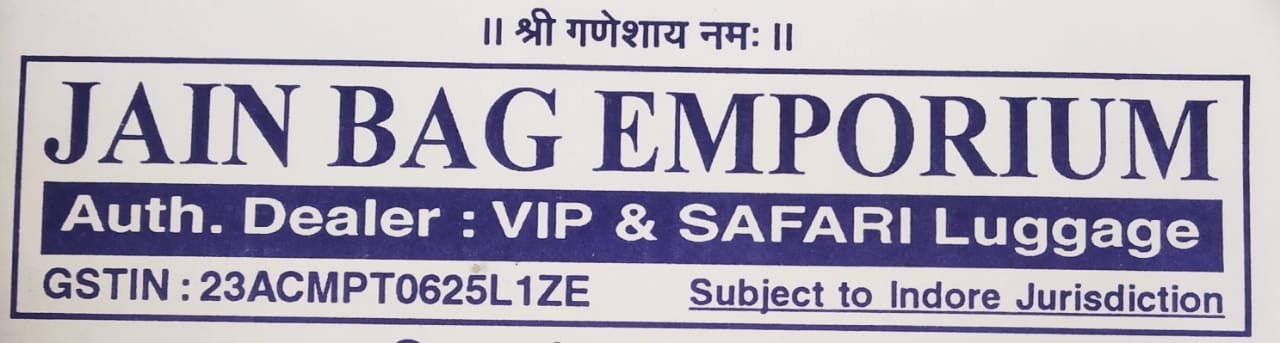 ॥ श्री गणेशाय नमः ॥
JAIN BAG EMPORIUM
Auth. Dealer : VIP & SAFARI Luggage
GSTIN : 23ACMPT0625L1ZE Subject to Indore Jurisdiction